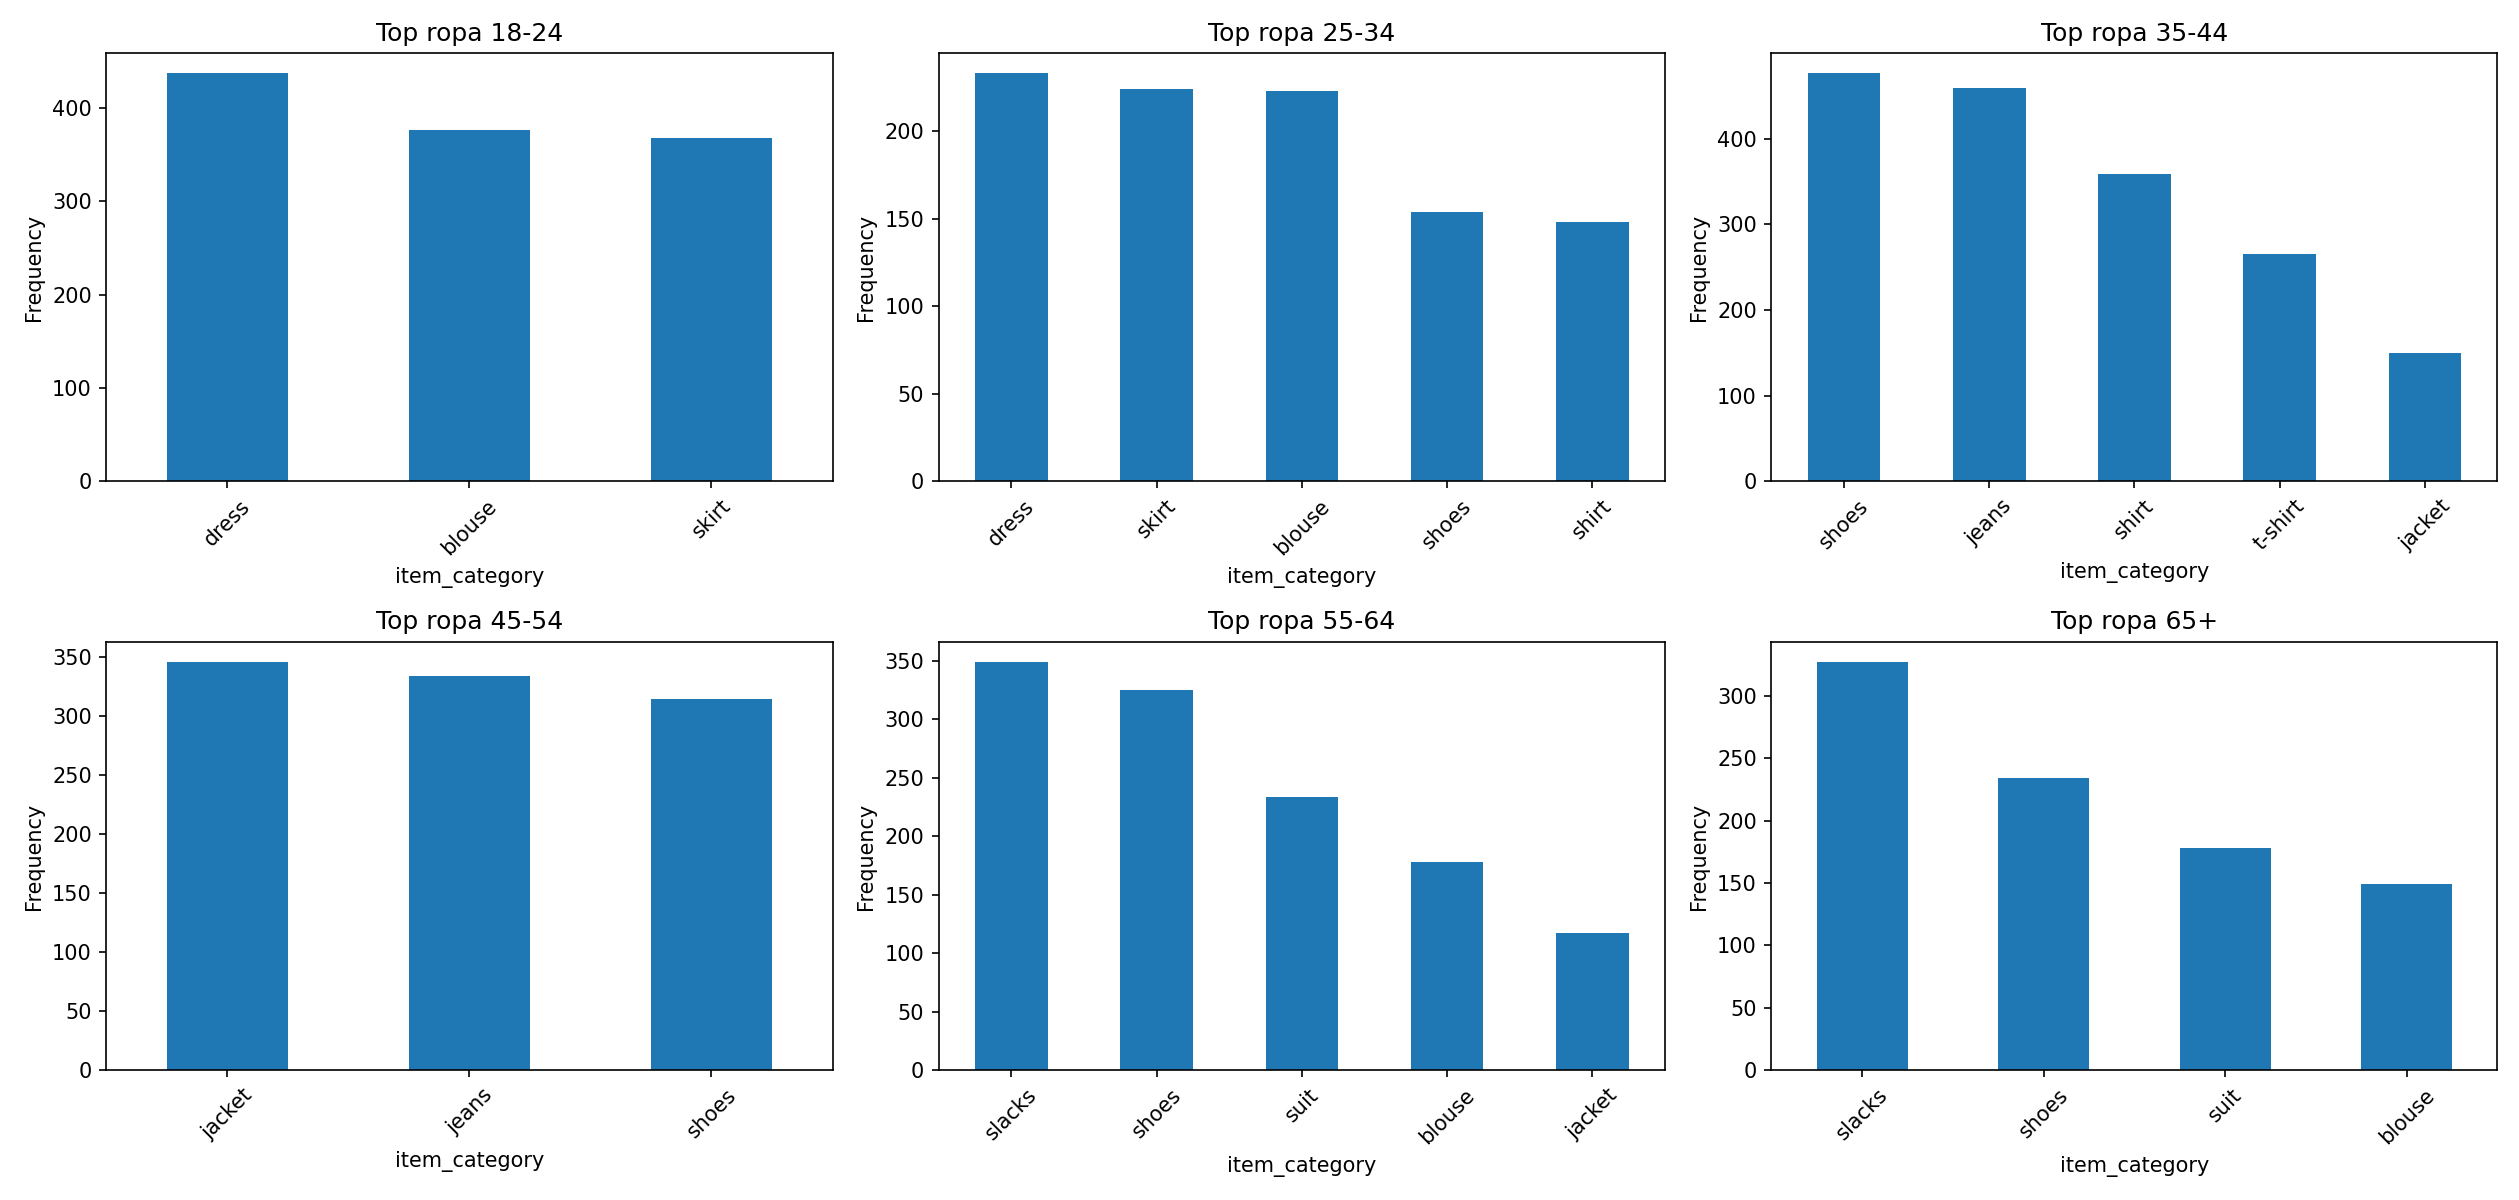 Top ropa 18-24
Frequency
400
300
200
100
0
dress
blouse
skirt
item_category
Top ropa 25-34
Frequency
200
150
100
50
0
dress
skirt
blouse
shoes
shirt
item_category
Top ropa 35-44
Frequency
400
300
200
100
0
shoes
jeans
shirt
t-shirt
jacket
item_category
Top ropa 45-54
Frequency
350
300
250
200
150
100
50
0
jacket
jeans
shoes
item_category
Top ropa 55-64
Frequency
350
300
250
200
150
100
50
0
slacks
shoes
suit
blouse
jacket
item_category
Top ropa 65+
Frequency
300
250
200
150
100
50
0
slacks
shoes
suit
blouse
item_category